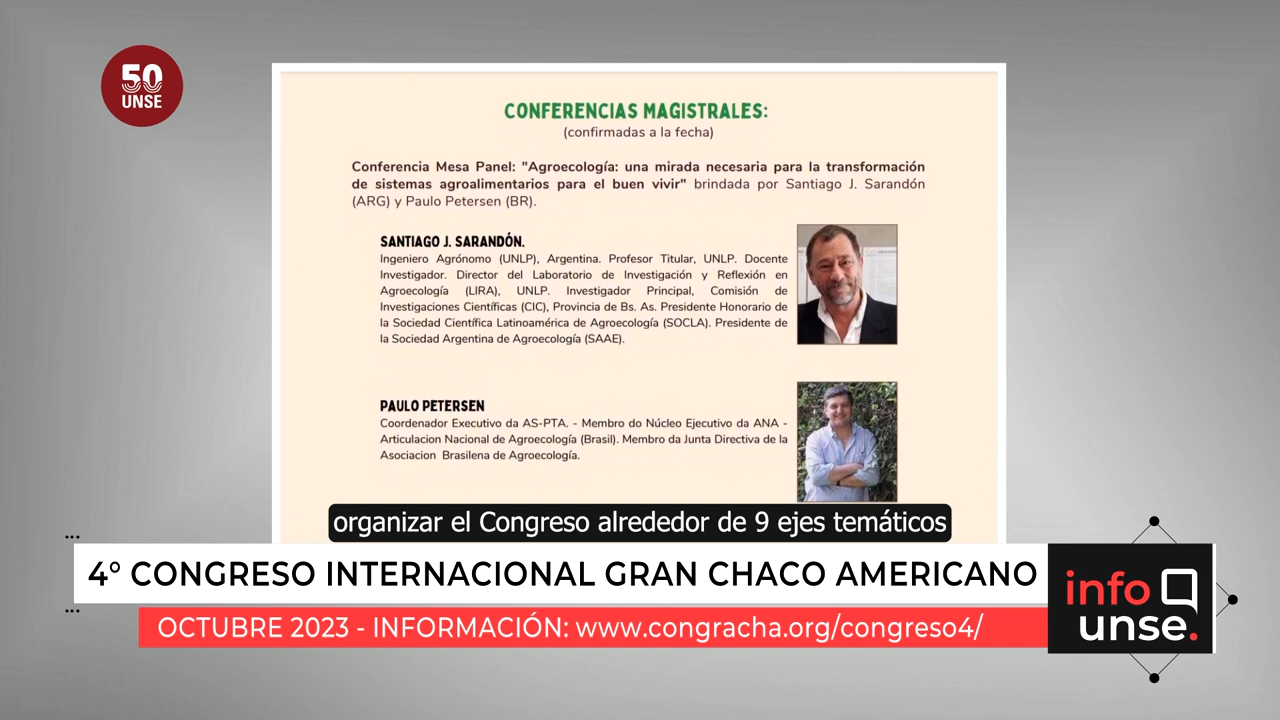 50
UNSE
CONFERENCIAS MAGISTRALES:
(confirmadas a la fecha)
Conferencia Mesa Panel: "Agroecología: una mirada necesaria para la transformación
de sistemas agroalimentarios para el buen vivir" brindada por Santiago J. Sarandón
(ARG) y Paulo Petersen (BR).
SANTIAGO J. SARANDÓN.
Ingeniero Agrónomo (UNLP), Argentina. Profesor Titular, UNLP. Docente
Investigador. Director del Laboratorio de Investigación y Reflexión en
Agroecología (LIRA), UNLP. Investigador Principal, Comisión de
Investigaciones Científicas (CIC), Provincia de Bs. As. Presidente Honorario de
la Sociedad Científica Latinoamérica de Agroecología (SOCLA). Presidente de
la Sociedad Argentina de Agroecología (SAAE).
PAULO PETERSEN
Coordenador Executivo da AS-PTA. - Membro do Núcleo Ejecutivo da ANA -
Articulacion Nacional de Agroecología (Brasil). Membro da Junta Directiva de la
Asociacion Brasilena de Agroecología.
organizar el Congreso alrededor de 9 ejes temáticos
4° CONGRESO INTERNACIONAL GRAN CHACO AMERICANO
OCTUBRE 2023 - INFORMACIÓN: www.congracha.org/congreso4/
info
unse.